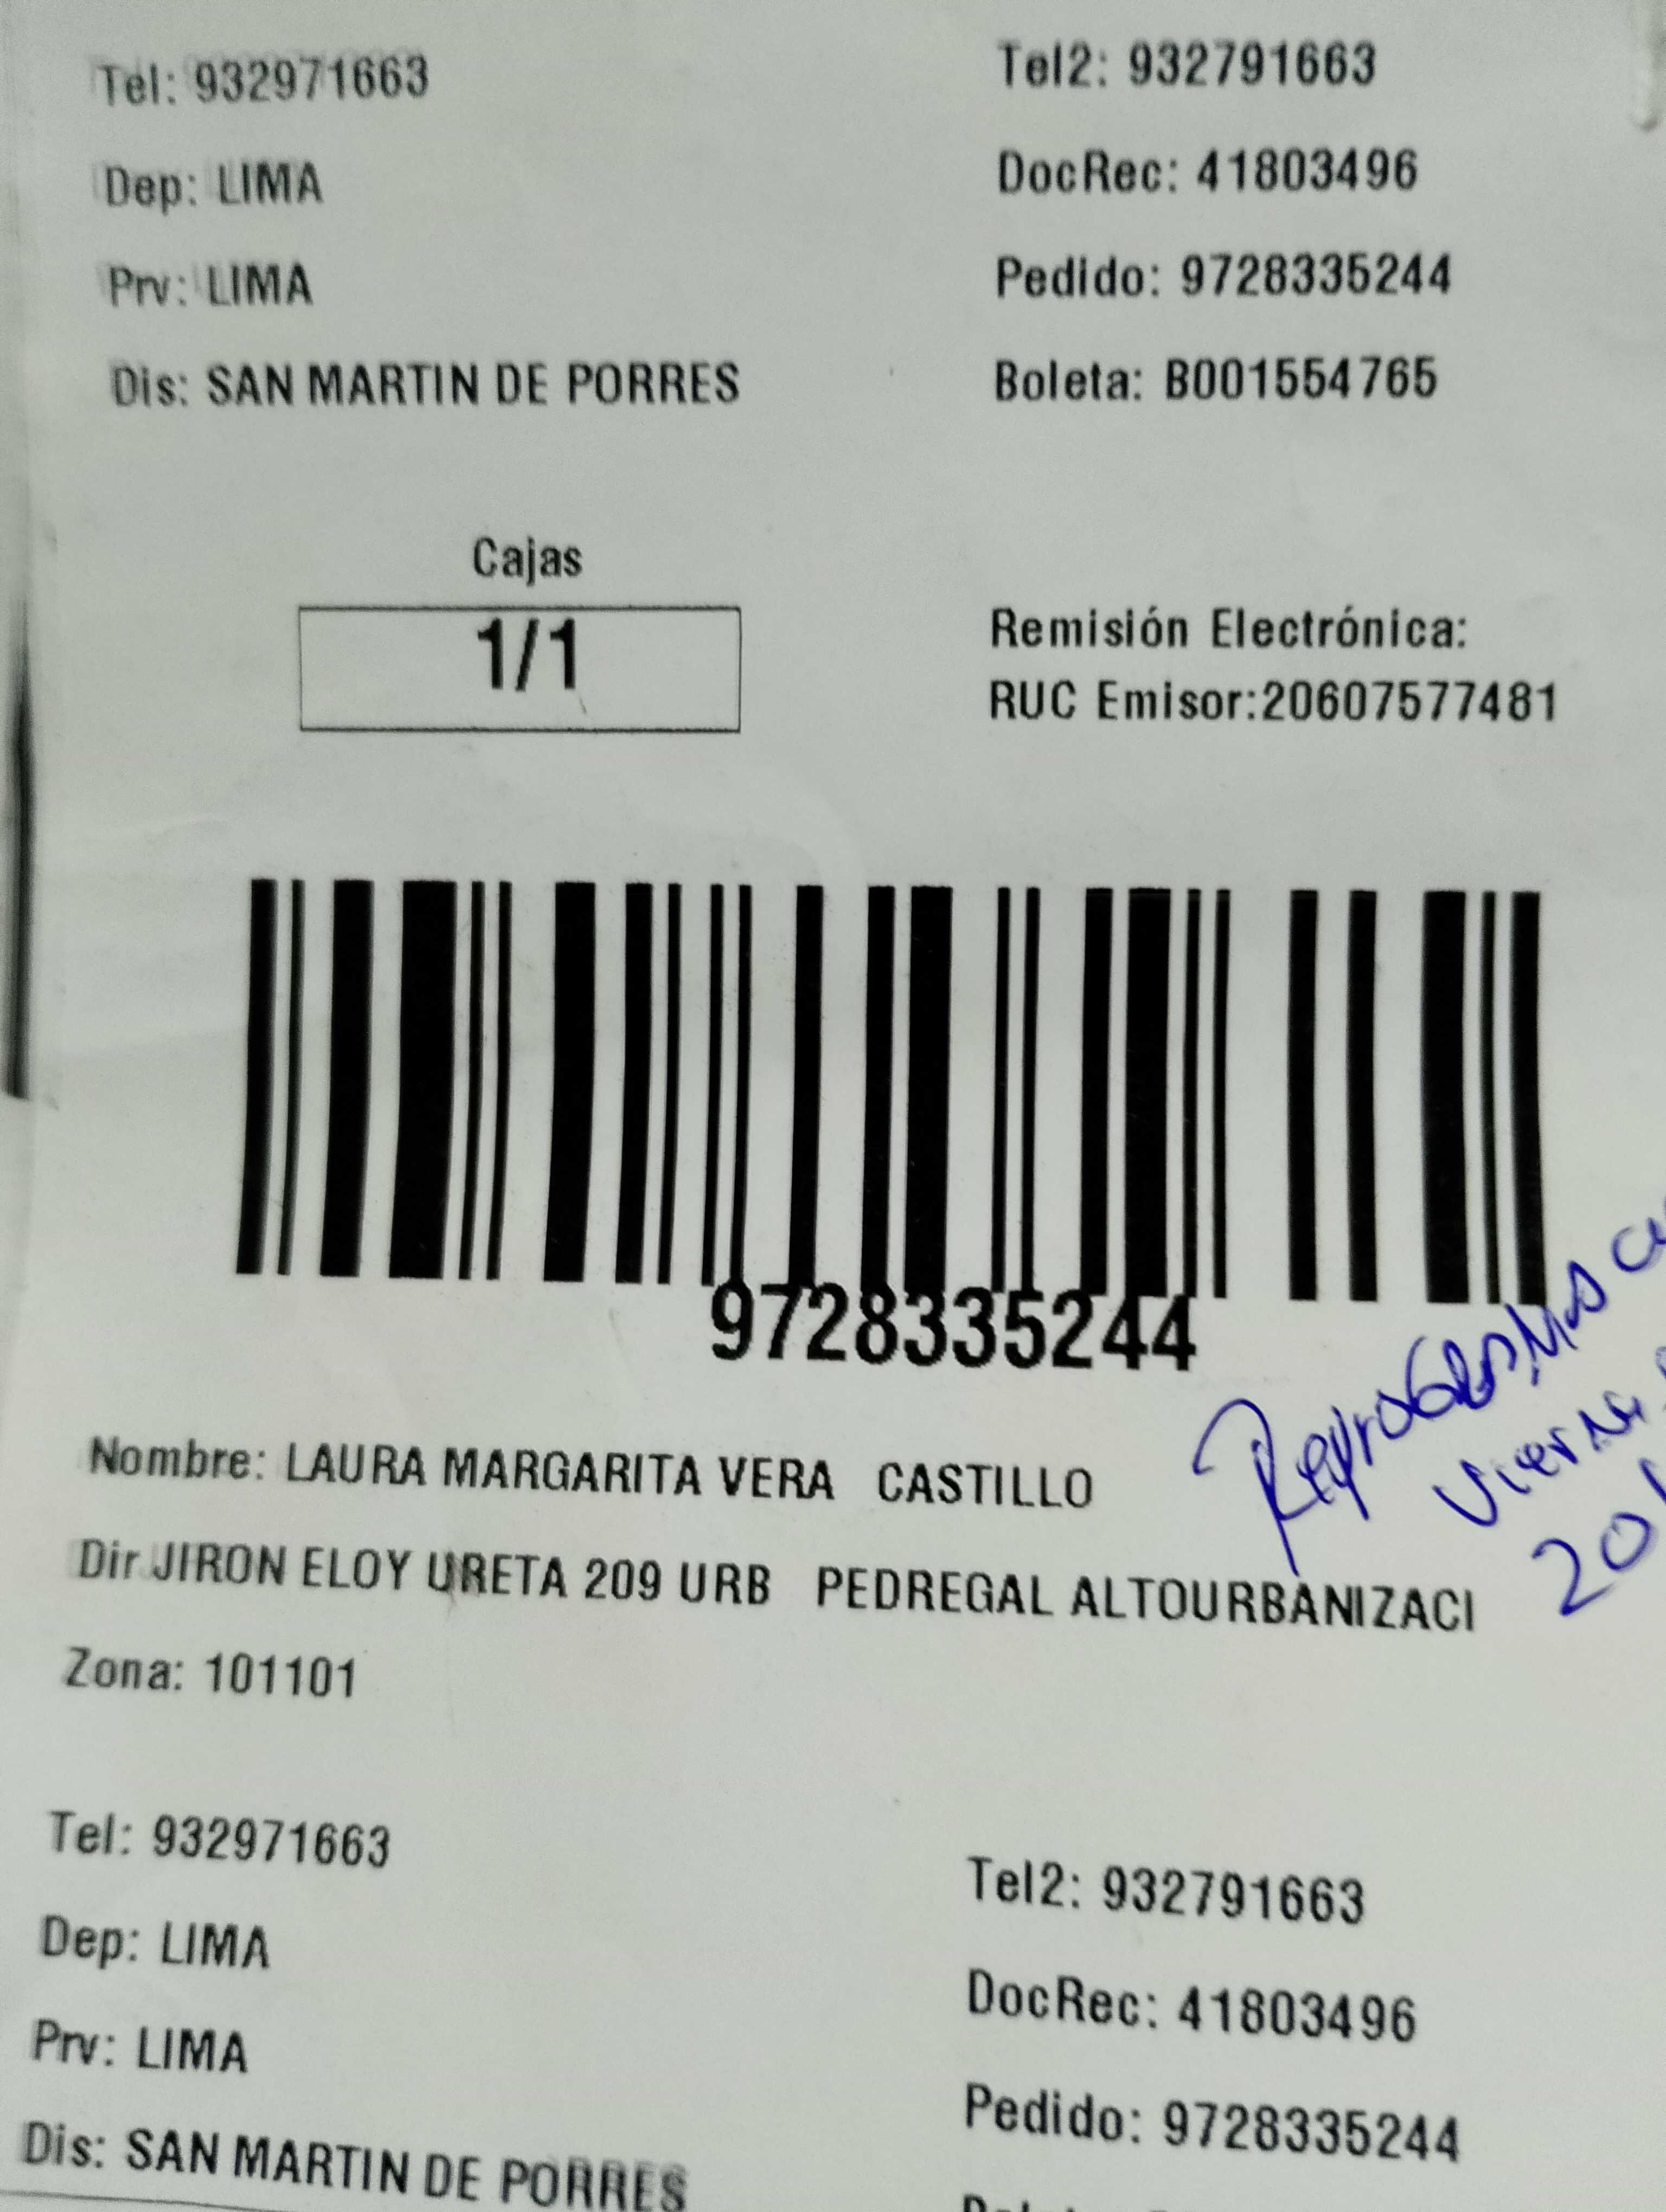 Tel: 932971663 Tel2: 932791663
Dep: LIMA DocRec: 41803496
Prv: LIMA Pedido: 9728335244
Dis: SAN MARTIN DE PORRES Boleta: B001554765
Cajas
1/1
Remisión Electrónica:
RUC Emisor:20607577481
9728335244
Nombre: LAURA MARGARITA VERA CASTILLO
Dir JIRON ELOY URETA 209 URB PEDREGAL ALTOURBANIZACI
Zona: 101101
20
Tel: 932971663 Tel2: 932791663
Dep: LIMA DocRec: 41803496
Prv: LIMA Pedido: 9728335244
Dis: SAN MARTIN DE PORRES